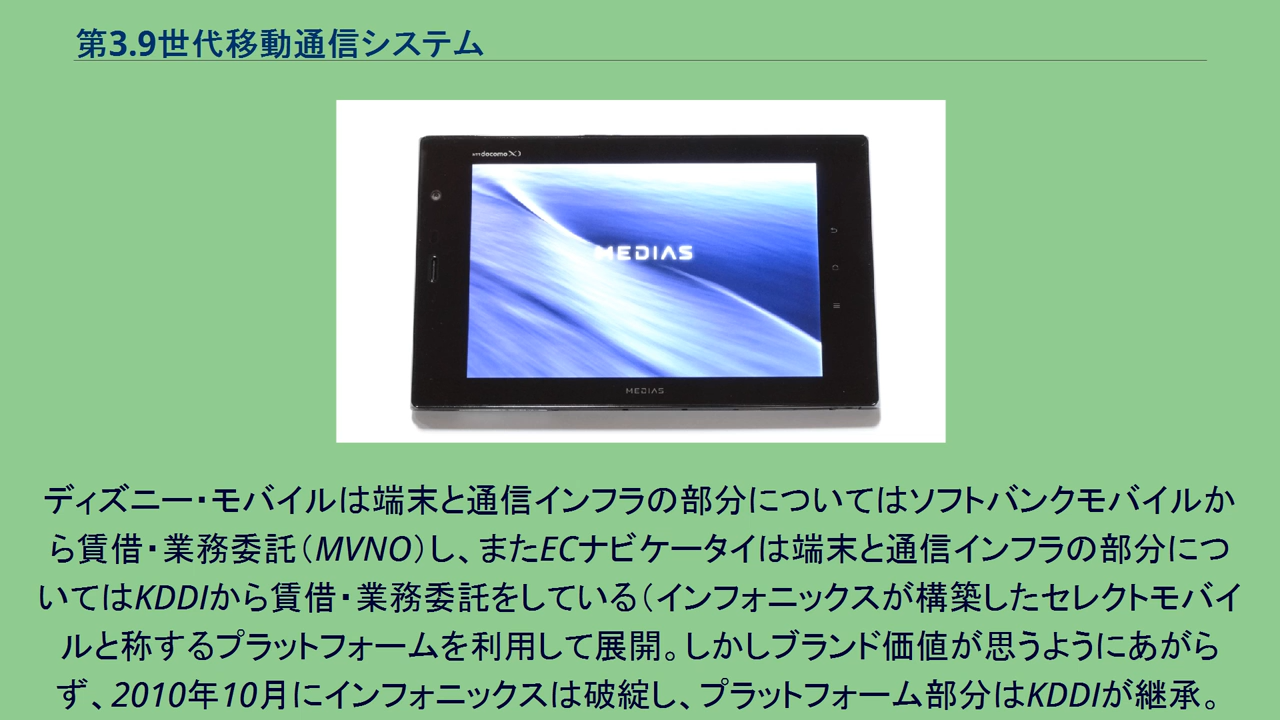 第3.9世代移動通信システム
NTT docomo Xi
MEDIAS
MEDIAS
ディズニー・モバイルは端末と通信インフラの部分についてはソフトバンクモバイルか
ら賃借・業務委託（MVNO）し、またECナビケータイは端末と通信インフラの部分につ
いてはKDDIから賃借・業務委託をしている（インフォニックスが構築したセレクトモバイ
ルと称するプラットフォームを利用して展開。しかしブランド価値が思うようにあがら
ず、2010年10月にインフォニックスは破綻し、プラットフォーム部分はKDDIが継承。